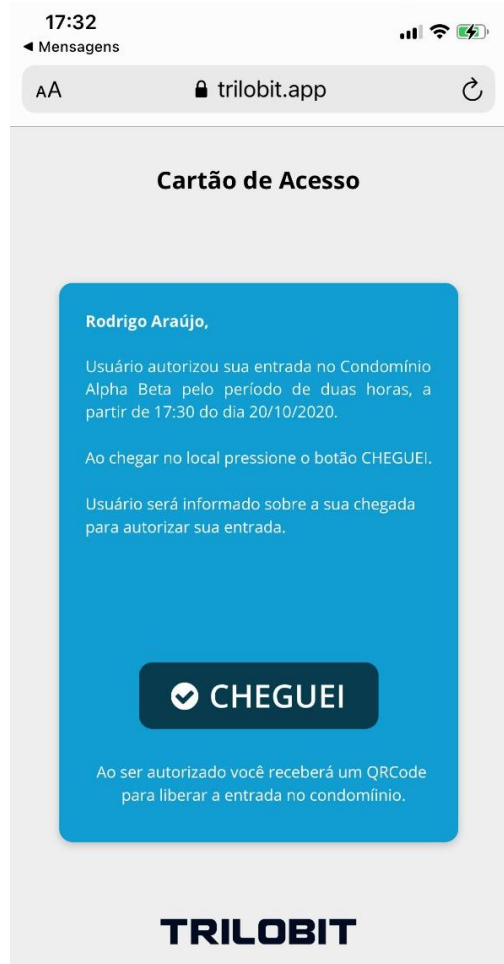 17:32
◀ Mensagens
AA trilobit.app
Cartão de Acesso
Rodrigo Araújo,
Usuário autorizou sua entrada no Condomínio
Alpha Beta pelo período de duas horas, a
partir de 17:30 do dia 20/10/2020.
Ao chegar no local pressione o botão CHEGUEI.
Usuário será informado sobre a sua chegada
para autorizar sua entrada.
CHEGUEI
Ao ser autorizado você receberá um QRCode
para liberar a entrada no condomíinio.
TRILOBIT